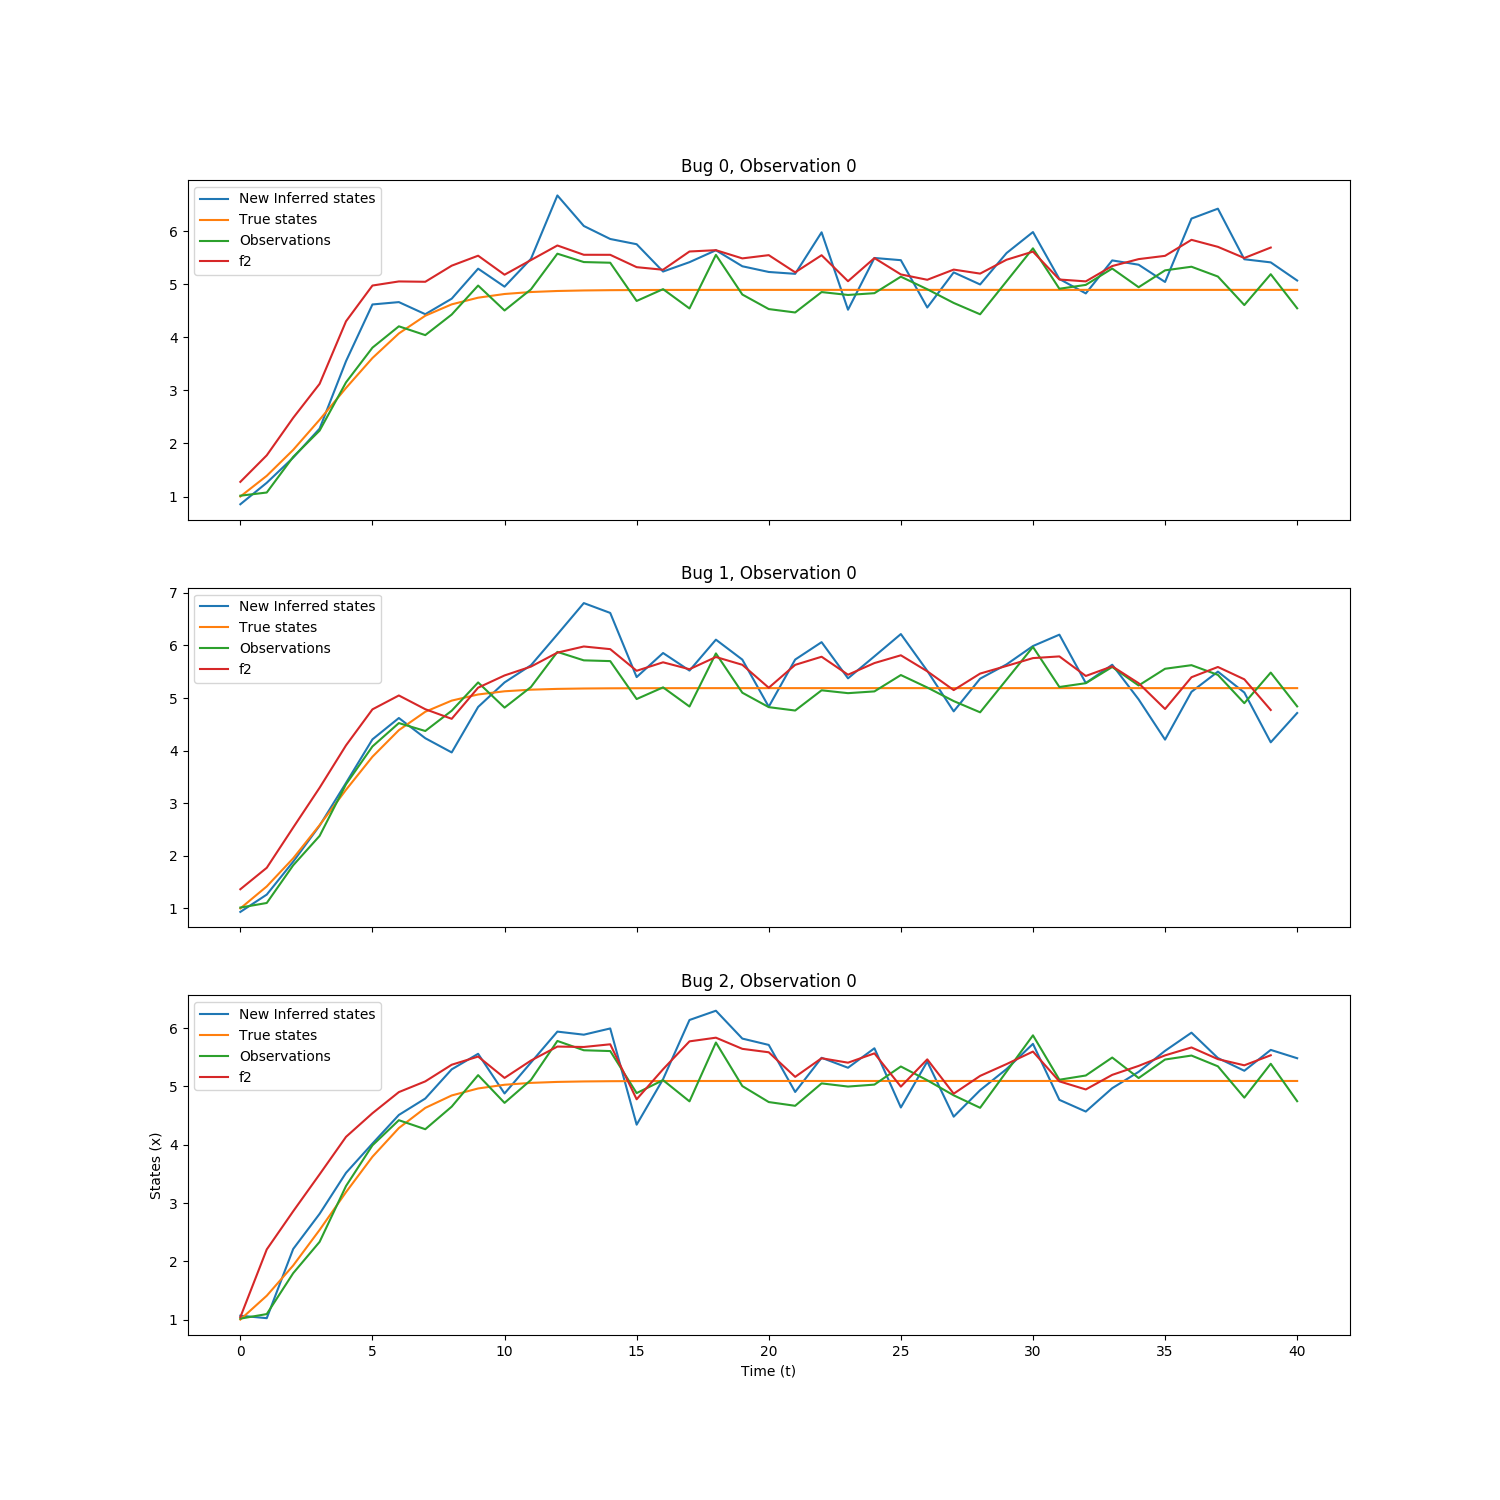 Bug 0, Observation 0
New Inferred states
True states
Observations
f2
6
5
4
3
2
1
Bug 1, Observation 0
New Inferred states
True states
Observations
f2
7
6
5
4
3
2
1
Bug 2, Observation 0
New Inferred states
True states
Observations
f2
6
5
4
3
2
1
States (x)
0 5 10 15 20 25 30 35 40
Time (t)